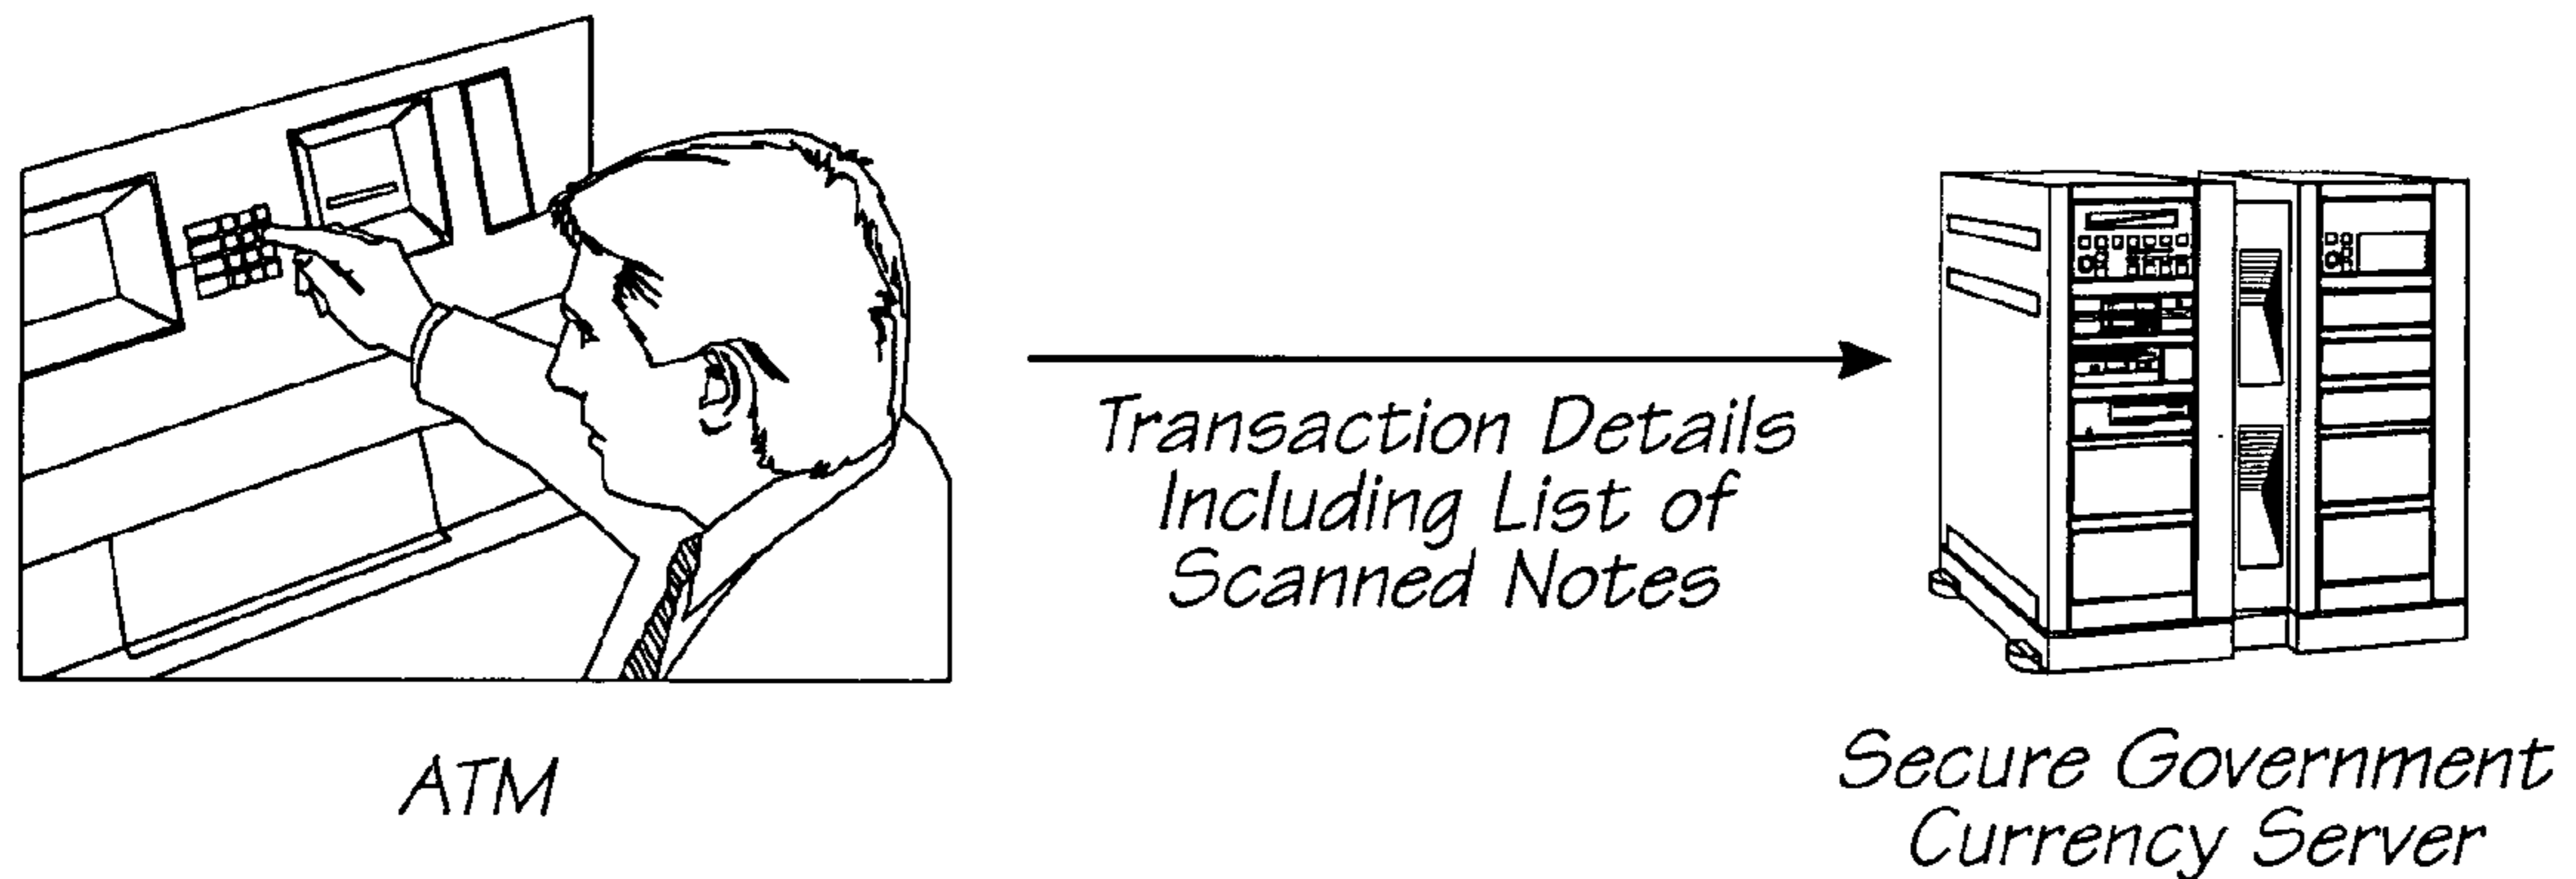 Transaction Details
Including List of
Scanned Notes
ATM
Secure Government
Currency Server